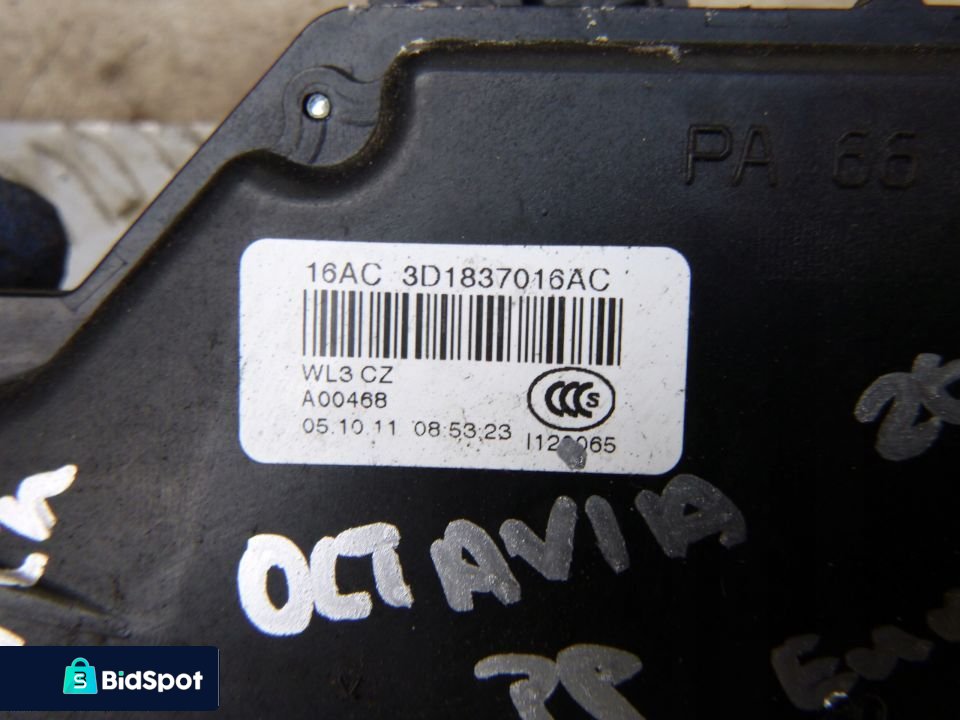 PA 66
16AC 3D1837016AC
WL3 CZ
A00468
05.10.11 08:53:23
OCTAVIA
BidSpot